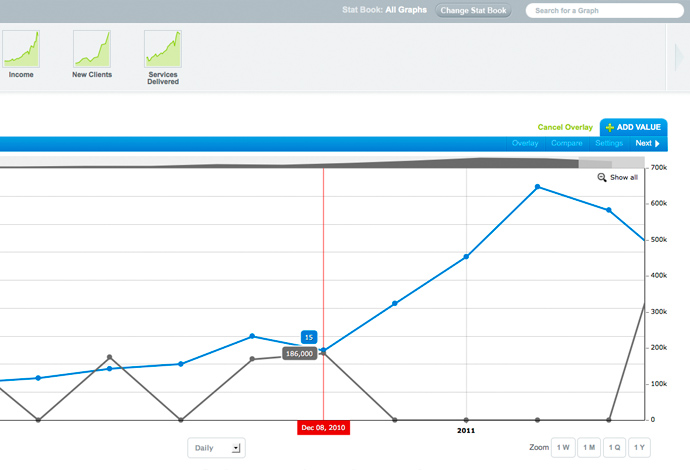 Stat Book: All Graphs
Change Stat Book
Search for a Graph
Income
New Clients
Services
Delivered
Cancel Overlay
ADD VALUE
Overlay
Compare
Settings
Next
Show all
700k
600k
500k
400k
300k
200k
100k
0
15
186,000
Dec 08, 2010
2011
Daily
Zoom
1 W
1 M
1 Q
1 Y